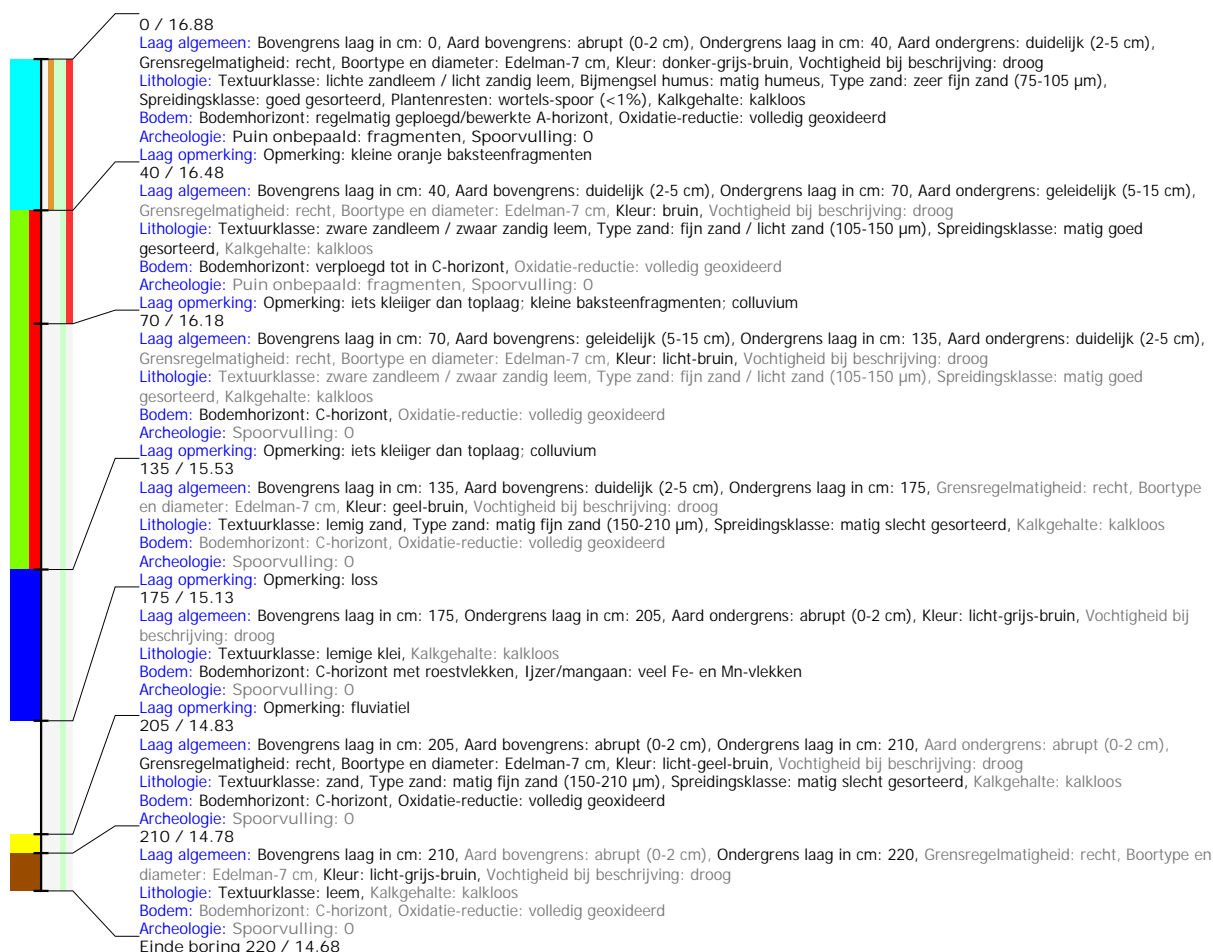 0 / 16.88
Laag algemeen: Bovengrens laag in cm: 0, Aard bovengrens: abrupt (0-2 cm), Ondergrens laag in cm: 40, Aard ondergrens: duidelijk (2-5 cm),
Grensregelmatigheid: recht, Boortype en diameter: Edelman-7 cm, Kleur: donker-grijs-bruin, Vochtigheid bij beschrijving: droog
Lithologie: Textuurklasse: lichte zandleem / licht zandig leem, Bijmengsel humus: matig humeus, Type zand: zeer fijn zand (75-105 µm),
Spreidingsklasse: goed gesorteerd, Plantenresten: wortels-spoor (<1%), Kalkgehalte: kalkloos
Bodem: Bodemhorizont: regelmatig geploegd/bewerkte A-horizont, Oxidatie-reductie: volledig geoxideerd
Archeologie: Puin onbepaald: fragmenten, Spoorvulling: 0
Laag opmerking: Opmerking: kleine oranje baksteenfragmenten
40 / 16.48
Laag algemeen: Bovengrens laag in cm: 40, Aard bovengrens: duidelijk (2-5 cm), Ondergrens laag in cm: 70, Aard ondergrens: geleidelijk (5-15 cm),
Grensregelmatigheid: recht, Boortype en diameter: Edelman-7 cm, Kleur: bruin, Vochtigheid bij beschrijving: droog
Lithologie: Textuurklasse: zware zandleem / zwaar zandig leem, Type zand: fijn zand / licht zand (105-150 µm), Spreidingsklasse: matig goed
gesorteerd, Kalkgehalte: kalkloos
Bodem: Bodemhorizont: verploegd tot in C-horizont, Oxidatie-reductie: volledig geoxideerd
Archeologie: Puin onbepaald: fragmenten, Spoorvulling: 0
Laag opmerking: Opmerking: iets kleiiger dan toplaag; kleine baksteenfragmenten; colluvium
70 / 16.18
Laag algemeen: Bovengrens laag in cm: 70, Aard bovengrens: geleidelijk (5-15 cm), Ondergrens laag in cm: 135, Aard ondergrens: duidelijk (2-5 cm),
Grensregelmatigheid: recht, Boortype en diameter: Edelman-7 cm, Kleur: licht-bruin, Vochtigheid bij beschrijving: droog
Lithologie: Textuurklasse: zware zandleem / zwaar zandig leem, Type zand: fijn zand / licht zand (105-150 µm), Spreidingsklasse: matig goed
gesorteerd, Kalkgehalte: kalkloos
Bodem: Bodemhorizont: C-horizont, Oxidatie-reductie: volledig geoxideerd
Archeologie: Spoorvulling: 0
Laag opmerking: Opmerking: iets kleiiger dan toplaag; colluvium
135 / 15.53
Laag algemeen: Bovengrens laag in cm: 135, Aard bovengrens: duidelijk (2-5 cm), Ondergrens laag in cm: 175, Grensregelmatigheid: recht, Boortype
en diameter: Edelman-7 cm, Kleur: geel-bruin, Vochtigheid bij beschrijving: droog
Lithologie: Textuurklasse: lemig zand, Type zand: matig fijn zand (150-210 µm), Spreidingsklasse: matig slecht gesorteerd, Kalkgehalte: kalkloos
Bodem: Bodemhorizont: C-horizont, Oxidatie-reductie: volledig geoxideerd
Archeologie: Spoorvulling: 0
Laag opmerking: Opmerking: loss
175 / 15.13
Laag algemeen: Bovengrens laag in cm: 175, Ondergrens laag in cm: 205, Aard ondergrens: abrupt (0-2 cm), Kleur: licht-grijs-bruin, Vochtigheid bij
beschrijving: droog
Lithologie: Textuurklasse: lemige klei, Kalkgehalte: kalkloos
Bodem: Bodemhorizont: C-horizont met roestvlekken, Ijzer/mangaan: veel Fe- en Mn-vlekken
Archeologie: Spoorvulling: 0
Laag opmerking: Opmerking: fluviatiel
205 / 14.83
Laag algemeen: Bovengrens laag in cm: 205, Aard bovengrens: abrupt (0-2 cm), Ondergrens laag in cm: 210, Aard ondergrens: abrupt (0-2 cm),
Grensregelmatigheid: recht, Boortype en diameter: Edelman-7 cm, Kleur: licht-geel-bruin, Vochtigheid bij beschrijving: droog
Lithologie: Textuurklasse: zand, Type zand: matig fijn zand (150-210 µm), Spreidingsklasse: matig slecht gesorteerd, Kalkgehalte: kalkloos
Bodem: Bodemhorizont: C-horizont, Oxidatie-reductie: volledig geoxideerd
Archeologie: Spoorvulling: 0
210 / 14.78
Laag algemeen: Bovengrens laag in cm: 210, Aard bovengrens: abrupt (0-2 cm), Ondergrens laag in cm: 220, Grensregelmatigheid: recht, Boortype en
diameter: Edelman-7 cm, Kleur: licht-grijs-bruin, Vochtigheid bij beschrijving: droog
Lithologie: Textuurklasse: leem, Kalkgehalte: kalkloos
Bodem: Bodemhorizont: C-horizont, Oxidatie-reductie: volledig geoxideerd
Archeologie: Spoorvulling: 0
Einde boring 220 / 14.68